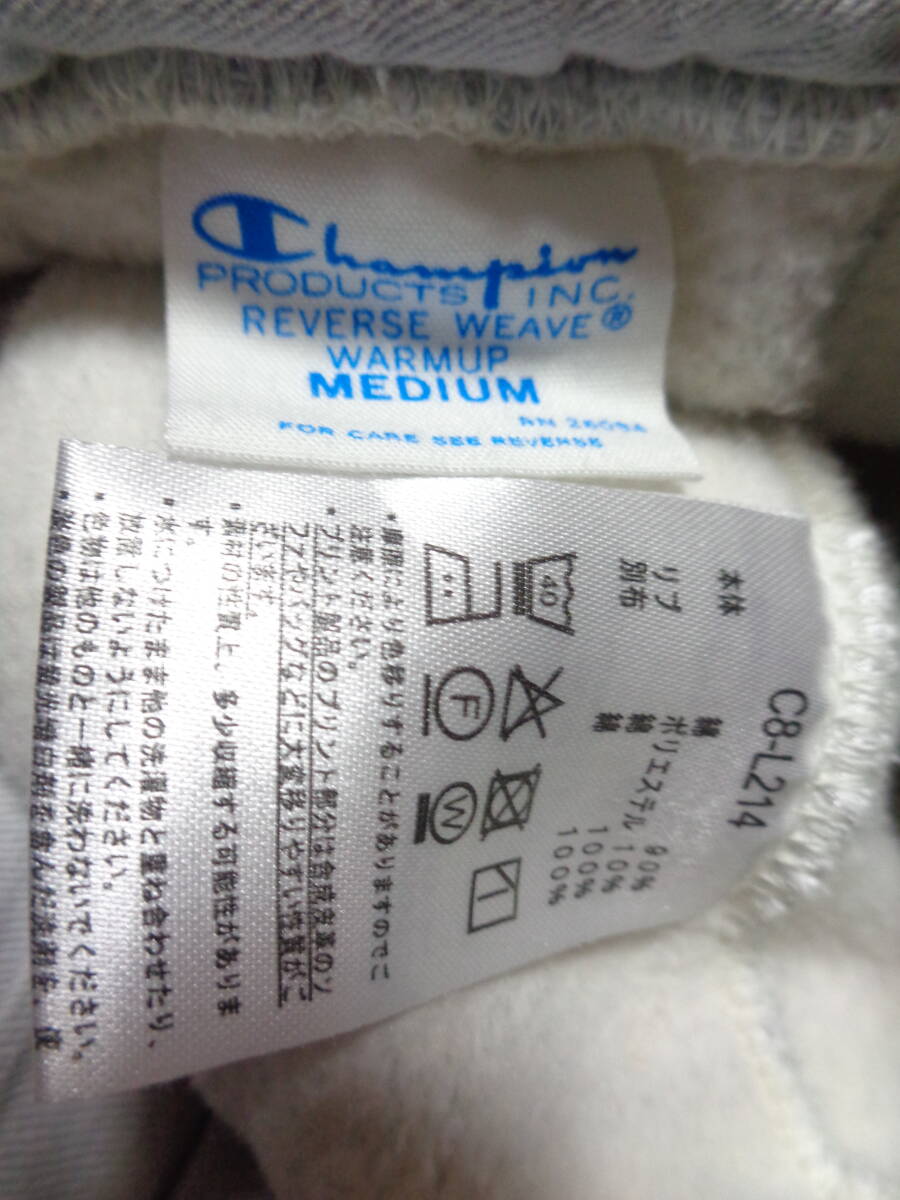 Champion
PRODUCTS INC.
REVERSE WEAVE®
WARMUP
MEDIUM
RN 26094
FOR CARE SEE REVERSE
C8-L214
本体 綿 90%
ポリエステル 10%
リブ 綿 100%
別布 綿 100%
40
F
W
・摩擦により色移りすることがありますのでご
注意ください。
・プリント製品のプリント部分は合成皮革のソ
ファやバッグなどに大変移りやすい性質がご
ざいます。
・素材の性質上、多少収縮する可能性がありま
す。
・水につけたまま他の洗濯物と重ね合わせたり、
放置しないようにしてください。
・色物は他のものと一緒に洗わないでください。